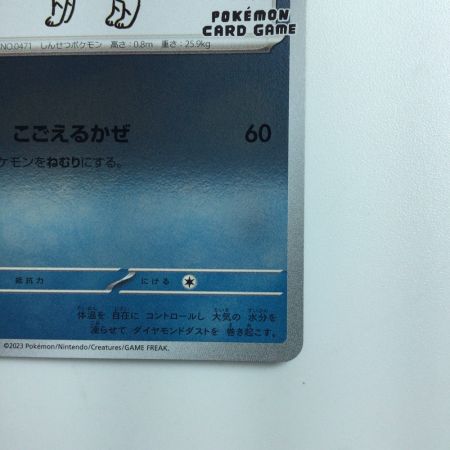 POKÉMON
CARD GAME
NO.0471 しんせつポケモン 高さ：0.8m 重さ：25.9kg
こごえるかぜ 60
ケモンをねむりにする。
抵抗力 にげる
体温を 自在に コントロールし 大気の 水分を
凍らせて ダイヤモンドダストを 巻き起こす。
©2023 Pokémon/Nintendo/Creatures/GAME FREAK.